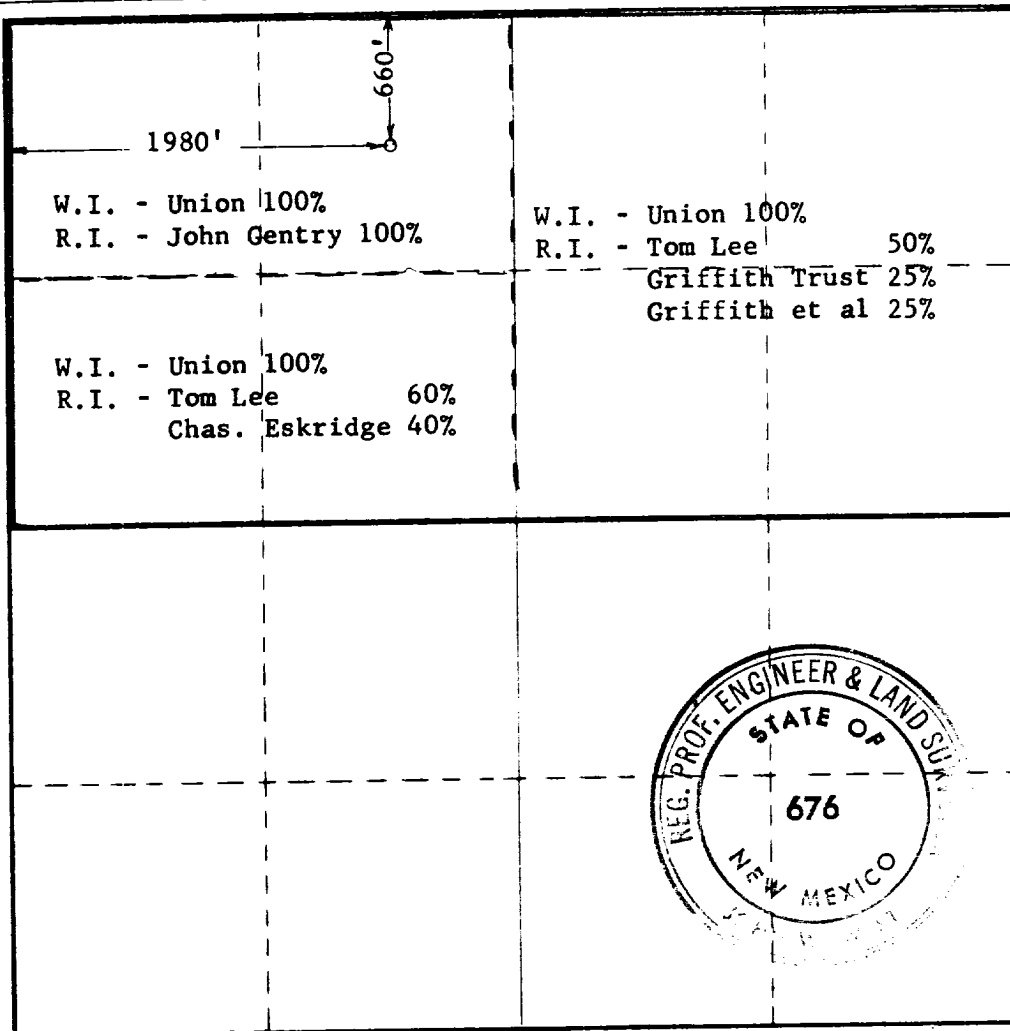 660'
1980'
W.I. - Union 100%
R.I. - John Gentry 100%
W.I. - Union 100%
R.I. - Tom Lee 50%
Griffith Trust 25%
Griffith et al 25%
W.I. - Union 100%
R.I. - Tom Lee 60%
Chas. Eskridge 40%
REG. PROF. ENGINEER & LAND
STATE OF
676
NEW MEXICO